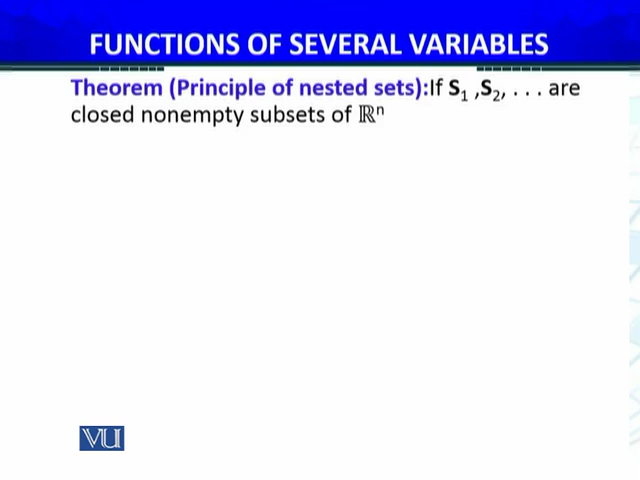 FUNCTIONS OF SEVERAL VARIABLES
Theorem (Principle of nested sets):If S₁ ,S₂, . . . are
closed nonempty subsets of ℝⁿ
VU